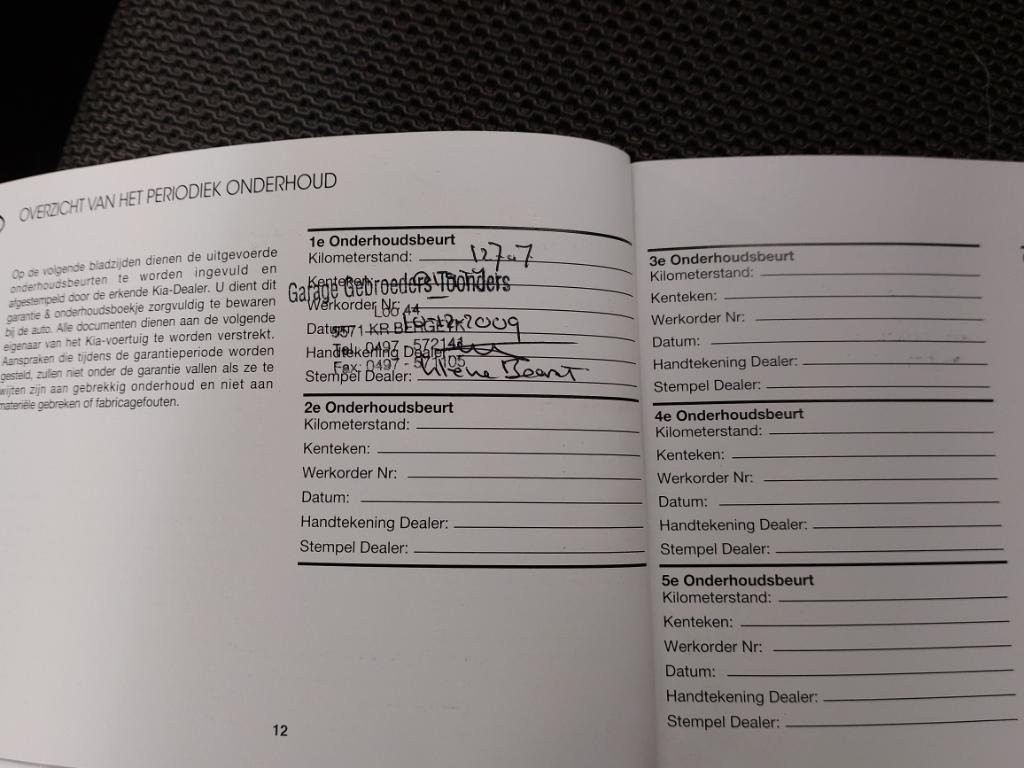 OVERZICHT VAN HET PERIODIEK ONDERHOUD
Op de volgende bladzijden dienen de uitgevoerde
onderhoudsbeurten te worden ingevuld en
afgestempeld door de erkende Kia-Dealer. U dient dit
garantie & onderhoudsboekje zorgvuldig te bewaren
bij de auto. Alle documenten dienen aan de volgende
eigenaar van het Kia-voertuig te worden verstrekt.
Aanspraken die tijdens de garantieperiode worden
gesteld, zullen niet onder de garantie vallen als ze te
wijten zijn aan gebrekkig onderhoud en niet aan
materiële gebreken of fabricagefouten.
1e Onderhoudsbeurt
Kilometerstand:
Kenteken:
Garage Gebroeders Toonders
Werkorder Nr:
Loo 44
Datum: 2009
5571 KR BERGEYK
Handtekening Dealer:
Tel. 0497 - 572141
Fax: 0497 - 571105
Stempel Dealer:
2e Onderhoudsbeurt
Kilometerstand:
Kenteken:
Werkorder Nr:
Datum:
Handtekening Dealer:
Stempel Dealer:
12
3e Onderhoudsbeurt
Kilometerstand:
Kenteken:
Werkorder Nr:
Datum:
Handtekening Dealer:
Stempel Dealer:
4e Onderhoudsbeurt
Kilometerstand:
Kenteken:
Werkorder Nr:
Datum:
Handtekening Dealer:
Stempel Dealer:
5e Onderhoudsbeurt
Kilometerstand:
Kenteken:
Werkorder Nr:
Datum:
Handtekening Dealer:
Stempel Dealer: